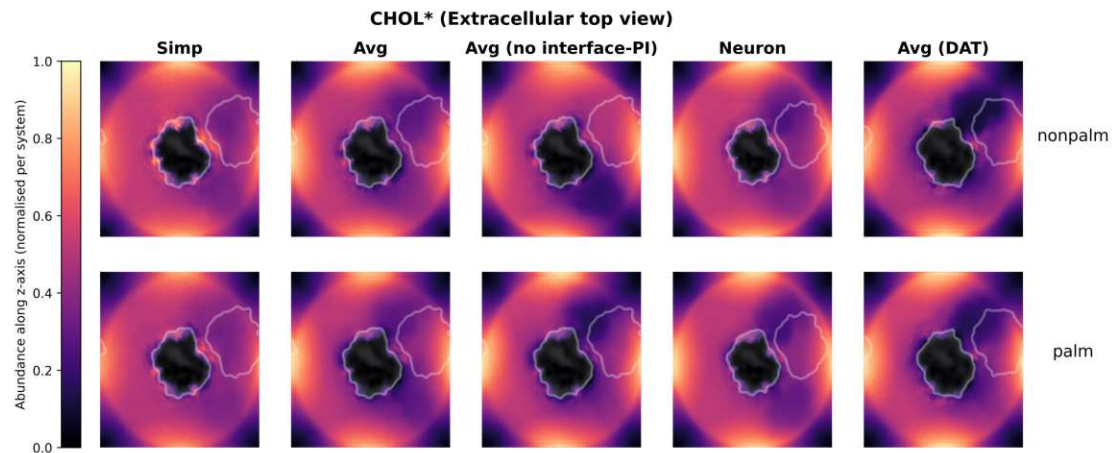 CHOL* (Extracellular top view)
Simp Avg Avg (no interface-PI) Neuron Avg (DAT)
nonpalm
palm
Abundance along z-axis (normalised per system)
1.0
0.8
0.6
0.4
0.2
0.0